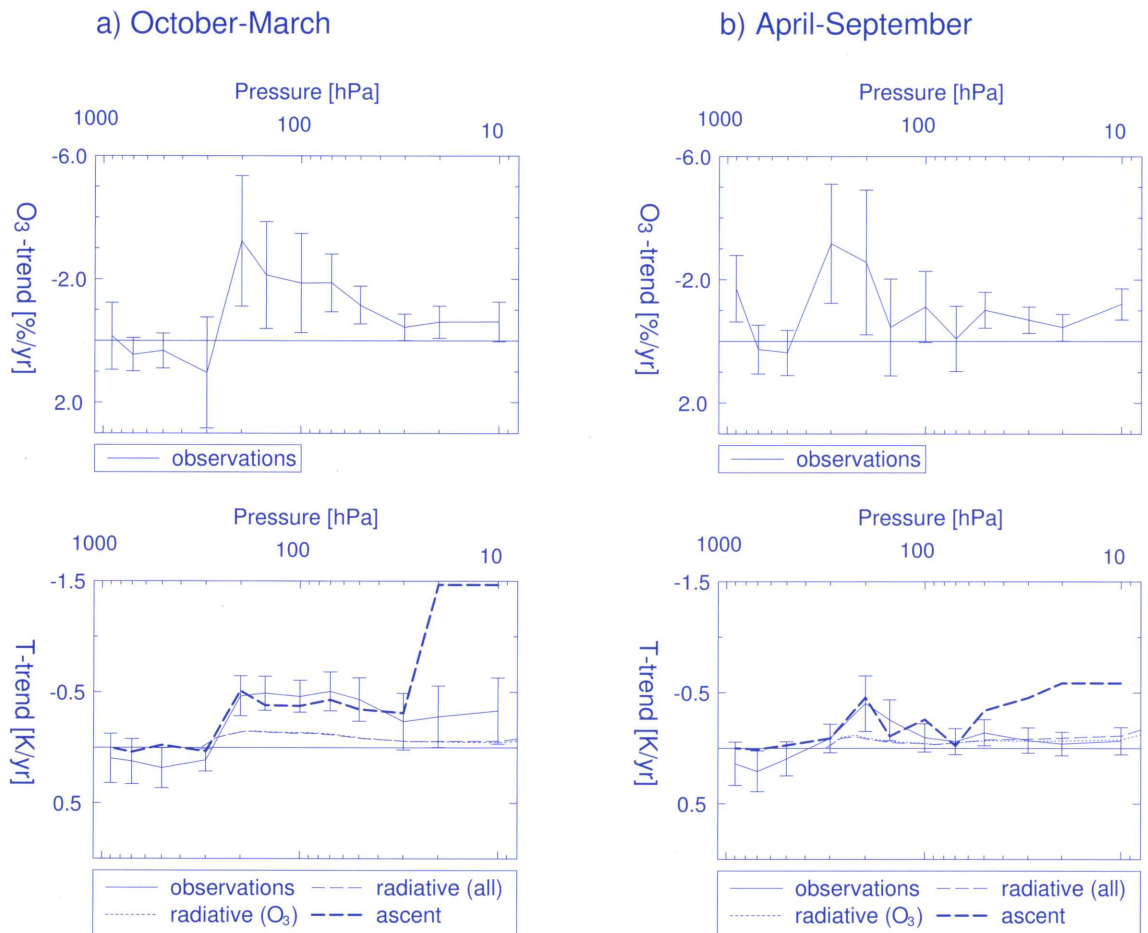 a) October-March
b) April-September
Pressure [hPa]
1000 100 10
-6.0
-2.0
2.0
O₃-trend [%/yr]
observations
Pressure [hPa]
1000 100 10
-6.0
-2.0
2.0
O₃-trend [%/yr]
observations
Pressure [hPa]
1000 100 10
-1.5
-0.5
0.5
T-trend [K/yr]
observations radiative (all)
radiative (O₃) ascent
Pressure [hPa]
1000 100 10
-1.5
-0.5
0.5
T-trend [K/yr]
observations radiative (all)
radiative (O₃) ascent